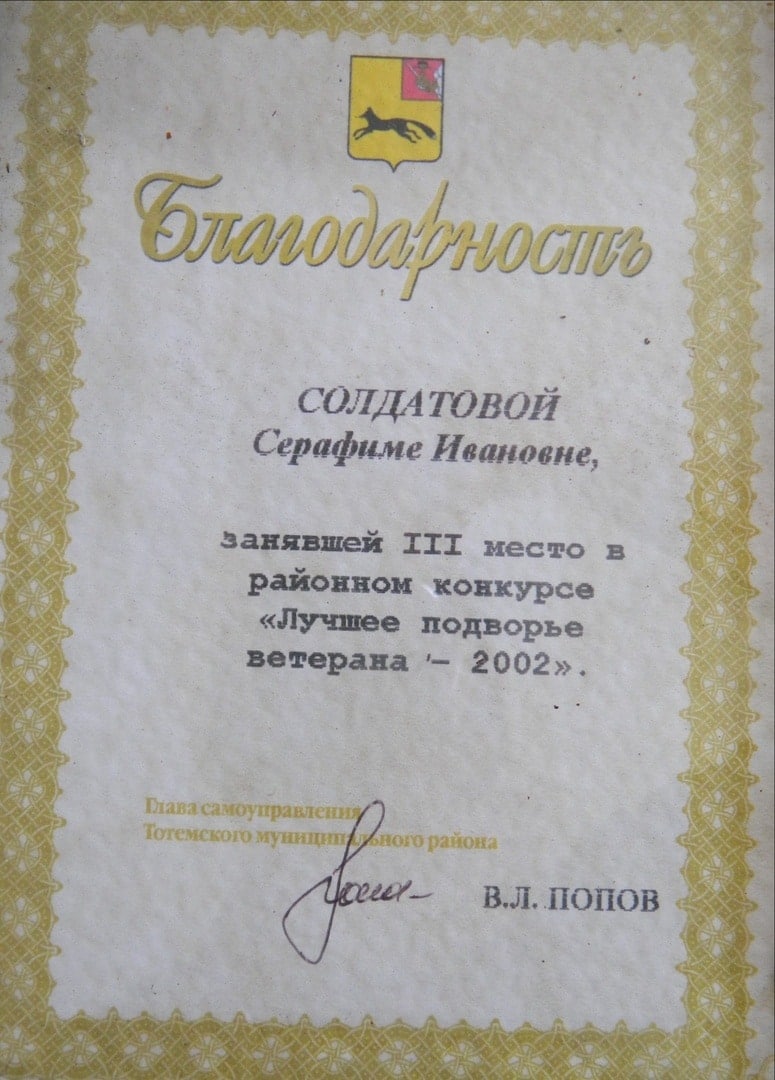 Благодарность
СОЛДАТОВОЙ
Серафиме Ивановне,
занявшей III место в
районном конкурсе
«Лучшее подворье
ветерана – 2002».
Глава самоуправления
Тотемского муниципального района
В.Л. ПОПОВ